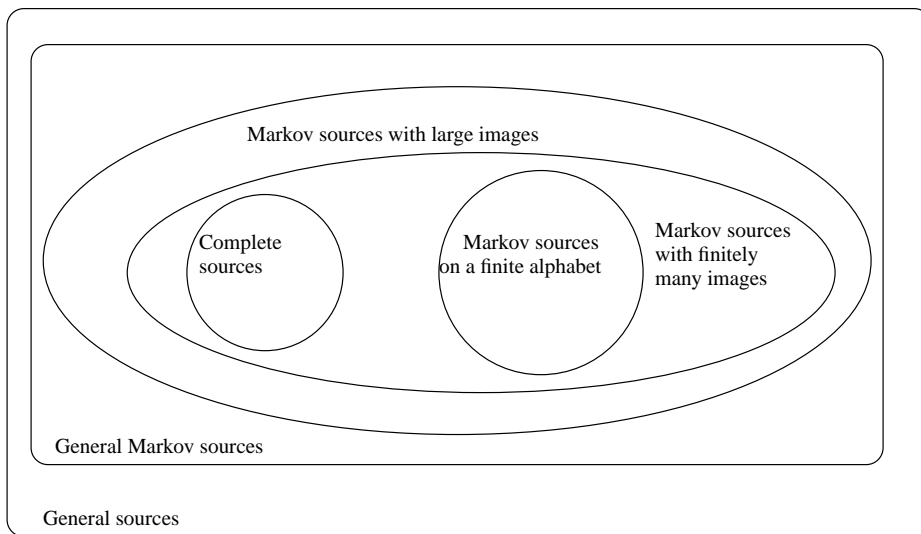 Markov sources with large images
Complete
sources
Markov sources
on a finite alphabet
Markov sources
with finitely
many images
General Markov sources
General sources